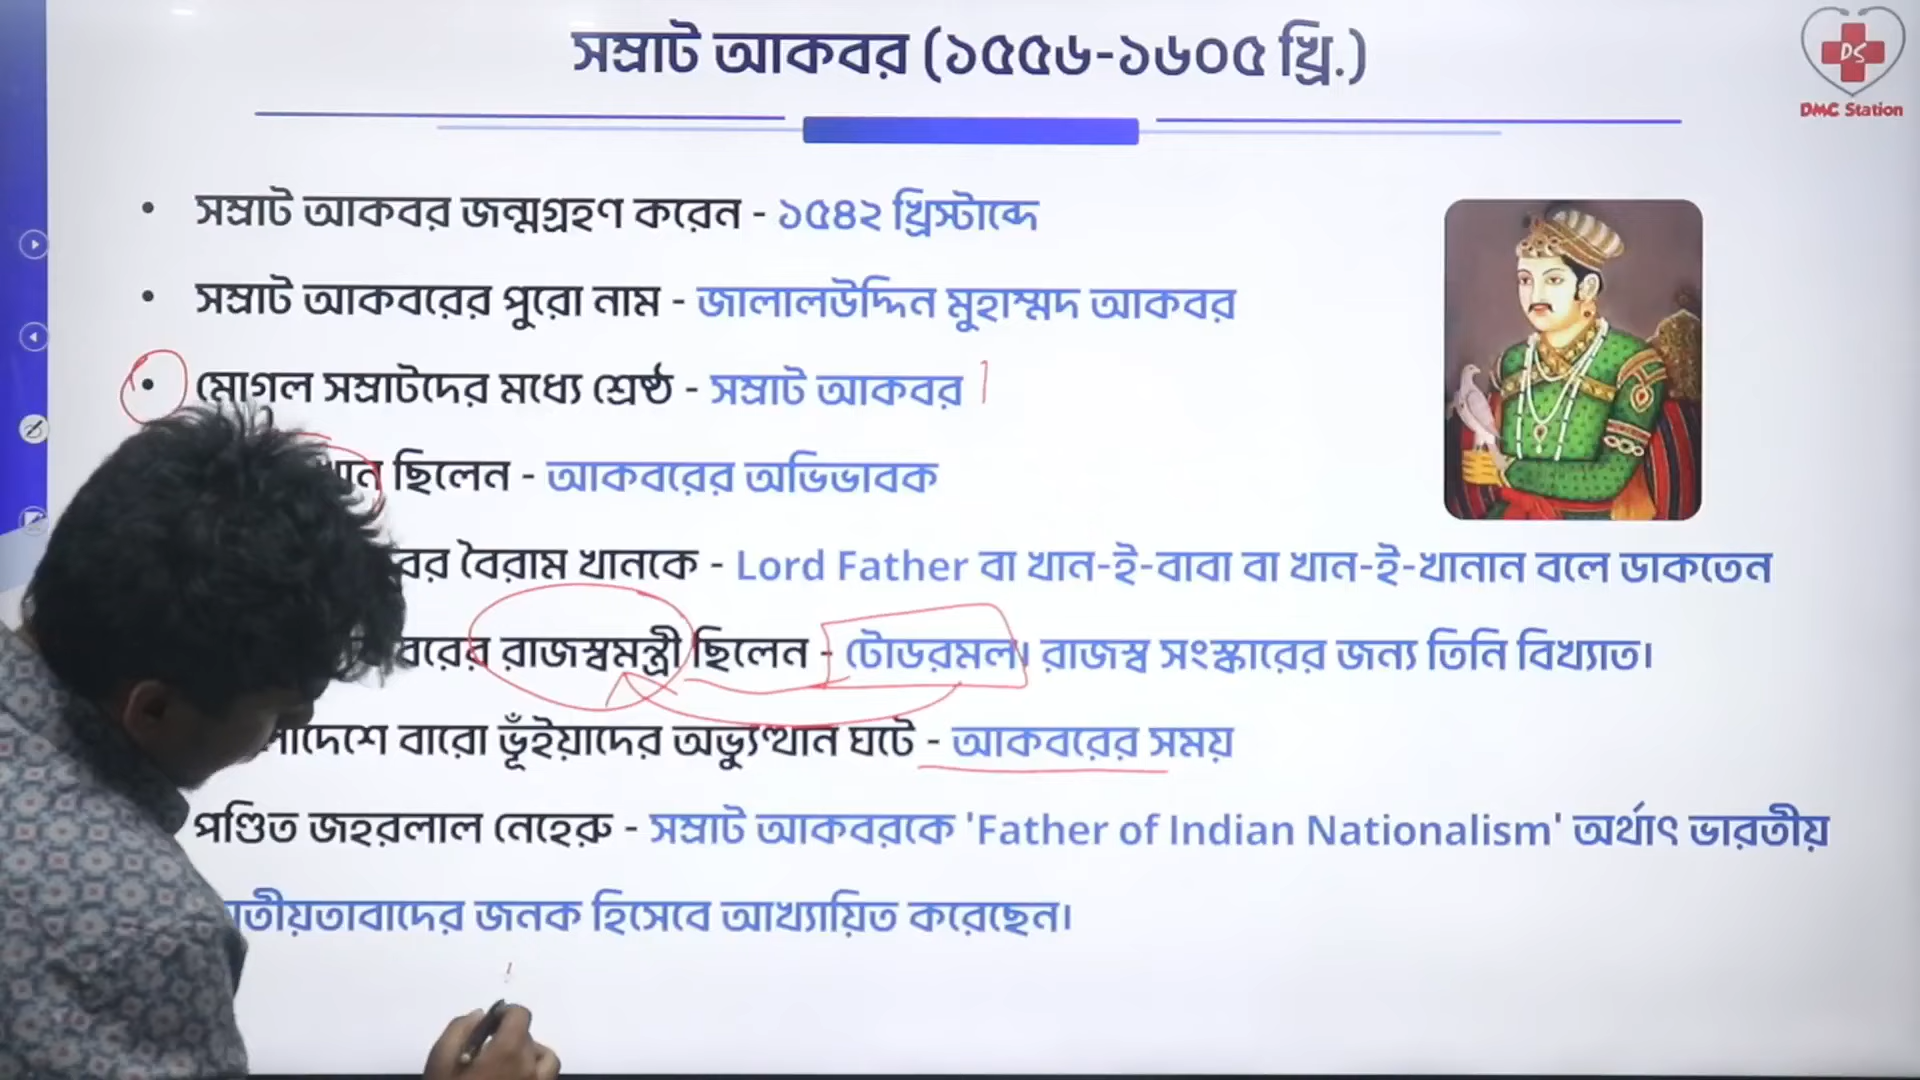 সম্রাট আকবর (১৫৫৬-১৬০৫ খ্রি.)
DS
DMC Station
• সম্রাট আকবর জন্মগ্রহণ করেন - ১৫৪২ খ্রিস্টাব্দে
• সম্রাট আকবরের পুরো নাম - জালালউদ্দিন মুহাম্মদ আকবর
• মোগল সম্রাটদের মধ্যে শ্রেষ্ঠ - সম্রাট আকবর
ছিলেন - আকবরের অভিভাবক
বৈরাম খানকে - Lord Father বা খান-ই-বাবা বা খান-ই-খানান বলে ডাকতেন
রাজস্বমন্ত্রী ছিলেন - টোডরমল। রাজস্ব সংস্কারের জন্য তিনি বিখ্যাত।
বারো ভূঁইয়াদের অভ্যুত্থান ঘটে - আকবরের সময়
পণ্ডিত জহরলাল নেহেরু - সম্রাট আকবরকে 'Father of Indian Nationalism' অর্থাৎ ভারতীয়
জনক হিসেবে আখ্যায়িত করেছেন।